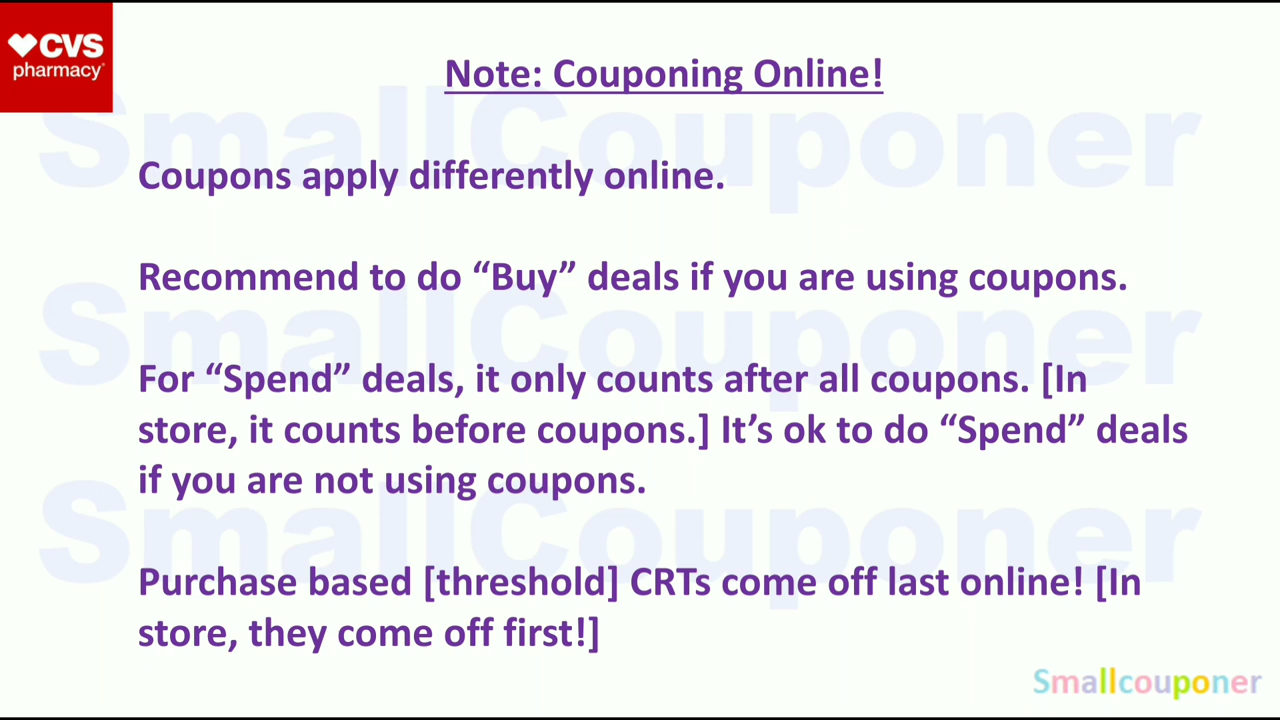 CVS
pharmacy
Note: Couponing Online!
SmallCouponer
Coupons apply differently online.
Recommend to do “Buy” deals if you are using coupons.
SmallCouponer
For “Spend” deals, it only counts after all coupons. [In
store, it counts before coupons.] It’s ok to do “Spend” deals
if you are not using coupons.
SmallCouponer
Purchase based [threshold] CRTs come off last online! [In
store, they come off first!]
Smallcouponer